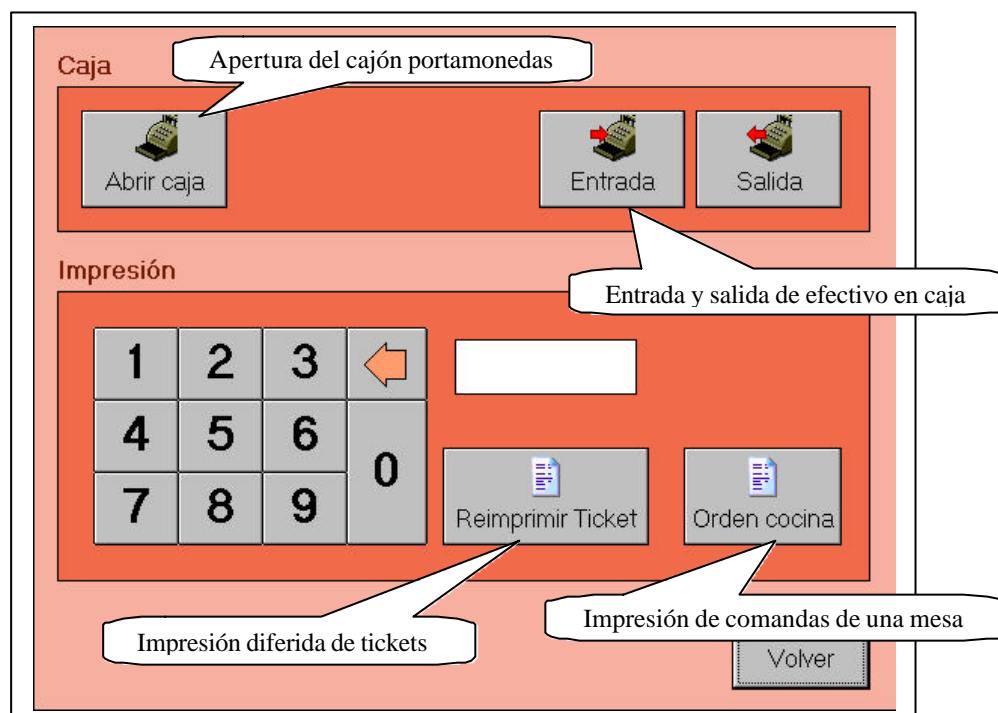 Apertura del cajón portamonedas
Caja
Abrir caja
Entrada
Salida
Entrada y salida de efectivo en caja
Impresión
1 2 3
4 5 6
0
7 8 9
Reimprimir Ticket
Orden cocina
Impresión diferida de tickets
Impresión de comandas de una mesa
Volver